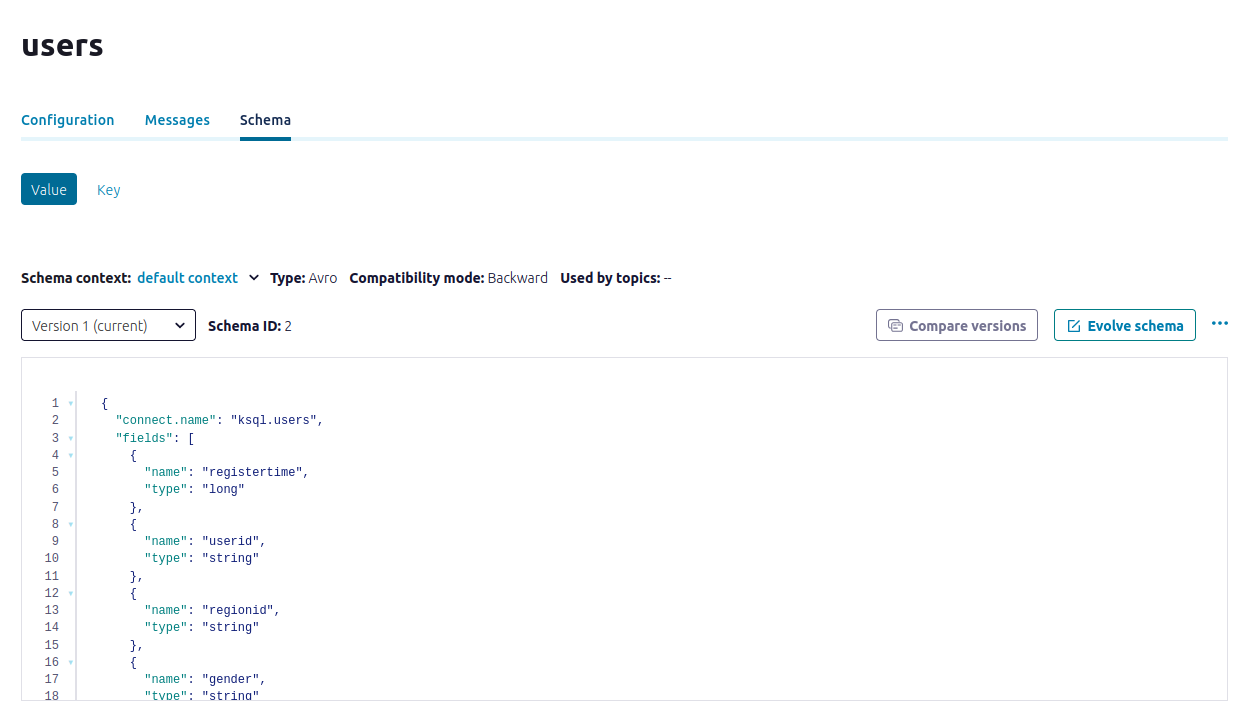 users
Configuration Messages Schema
Value Key
Schema context: default context Type: Avro Compatibility mode: Backward Used by topics: --
Version 1 (current) Schema ID: 2 Compare versions Evolve schema ...
1 {
2 "connect.name": "ksql.users",
3 "fields": [
4 {
5 "name": "registertime",
6 "type": "long"
7 },
8 {
9 "name": "userid",
10 "type": "string"
11 },
12 {
13 "name": "regionid",
14 "type": "string"
15 },
16 {
17 "name": "gender",
18 "type": "string"